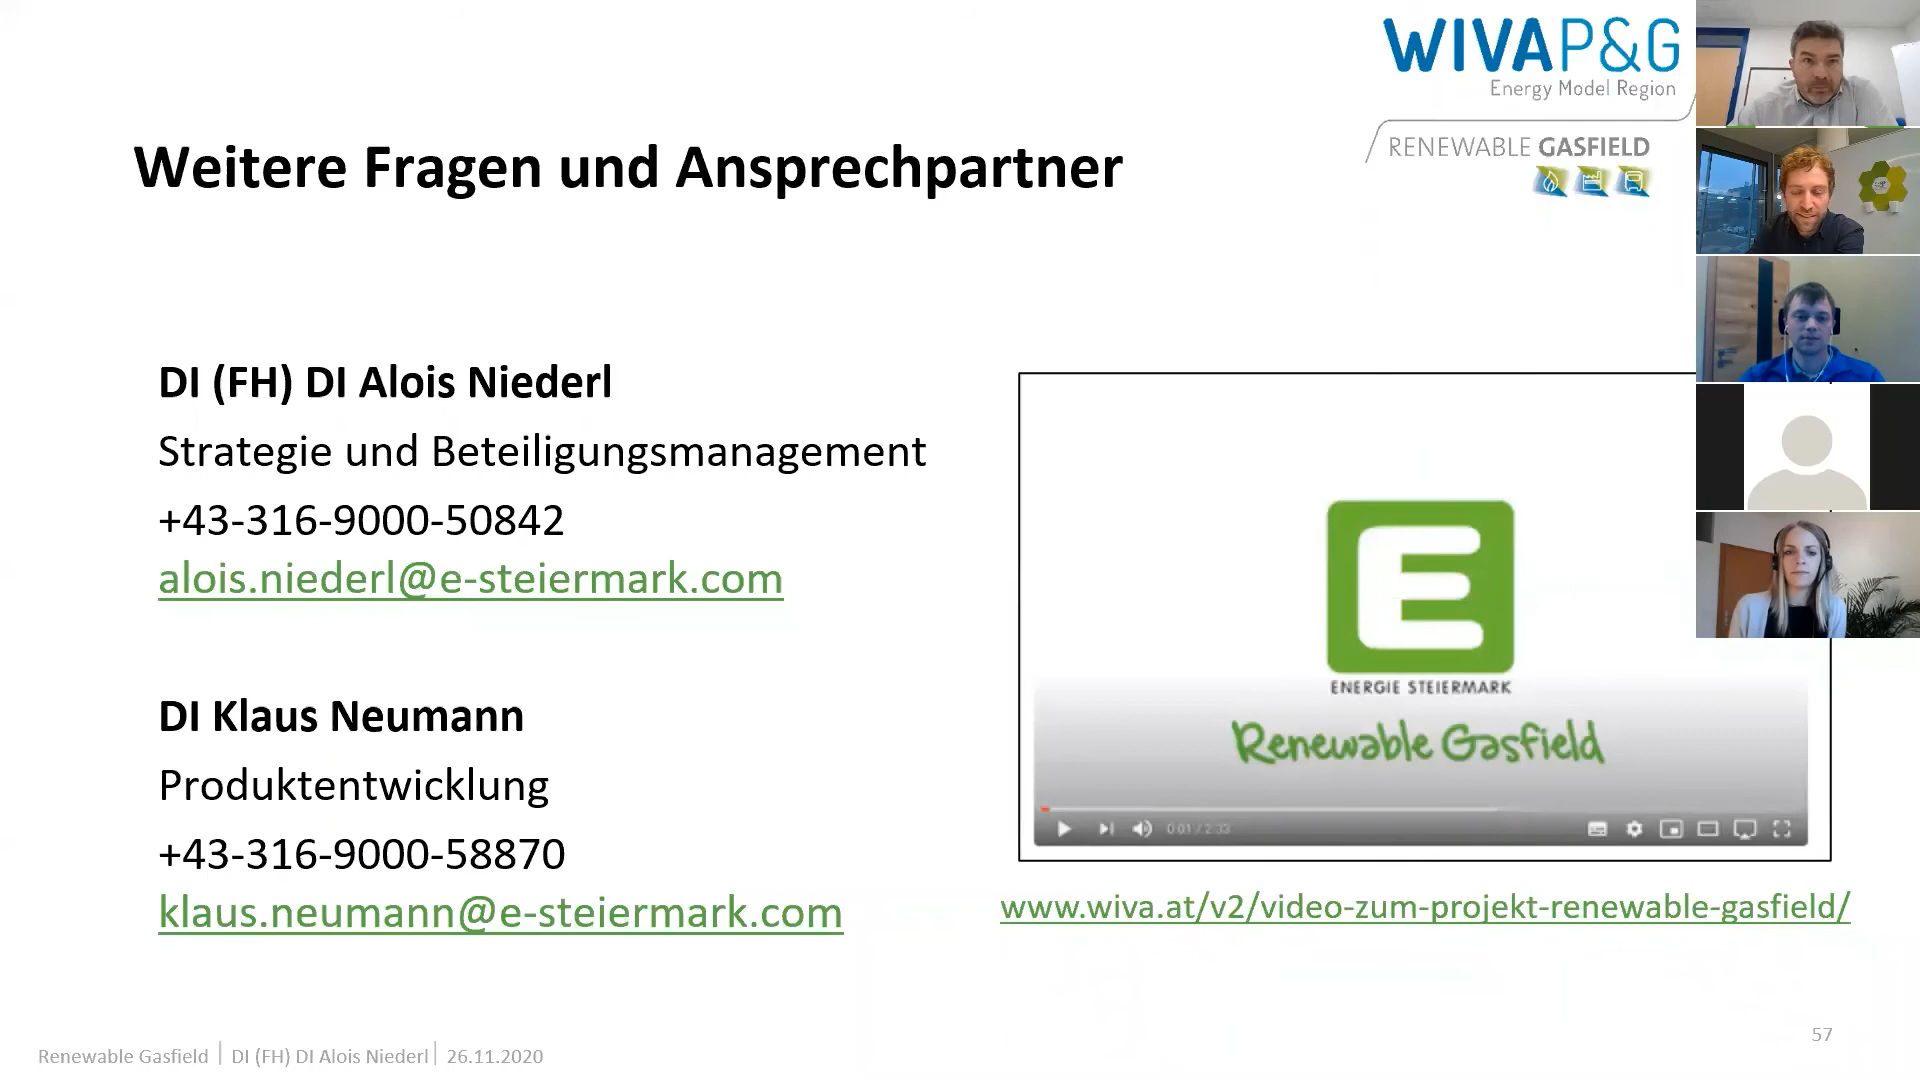 WIVAP&G
Energy Model Region
RENEWABLE GASFIELD
Weitere Fragen und Ansprechpartner
DI (FH) DI Alois Niederl
Strategie und Beteiligungsmanagement
+43-316-9000-50842
alois.niederl@e-steiermark.com
DI Klaus Neumann
Produktentwicklung
+43-316-9000-58870
klaus.neumann@e-steiermark.com
E
ENERGIE STEIERMARK
Renewable Gasfield
0:01 / 2:33
www.wiva.at/v2/video-zum-projekt-renewable-gasfield/
57
Renewable Gasfield | DI (FH) DI Alois Niederl | 26.11.2020